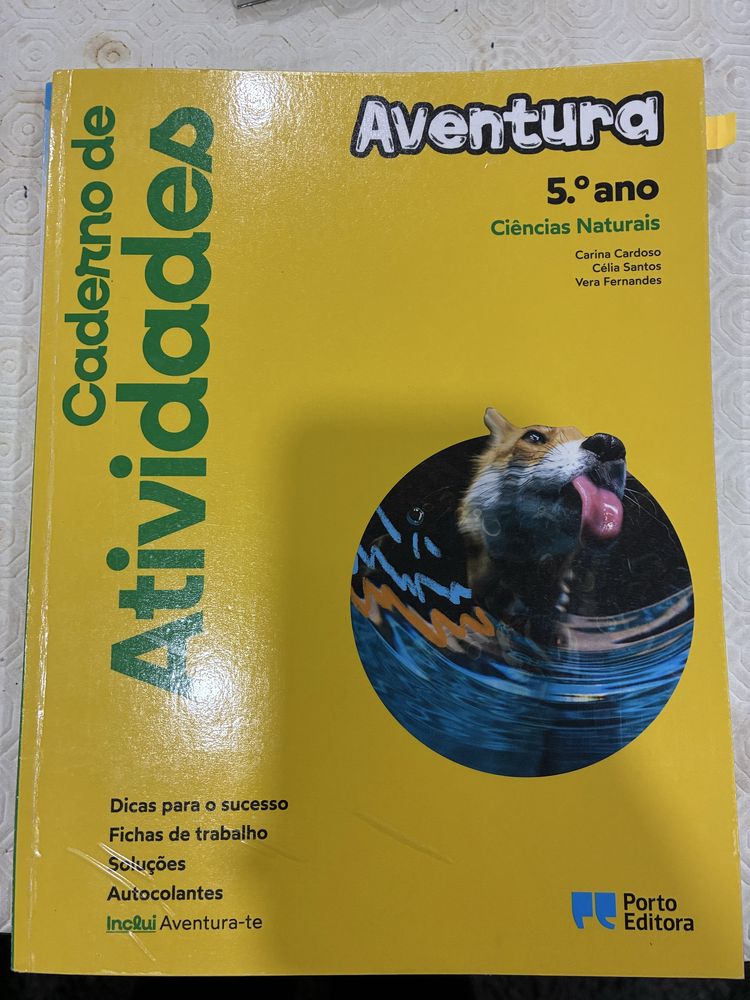 Caderno de
Atividades
Aventura
5.º ano
Ciências Naturais
Carina Cardoso
Célia Santos
Vera Fernandes
Dicas para o sucesso
Fichas de trabalho
Soluções
Autocolantes
Inclui Aventura-te
Porto
Editora